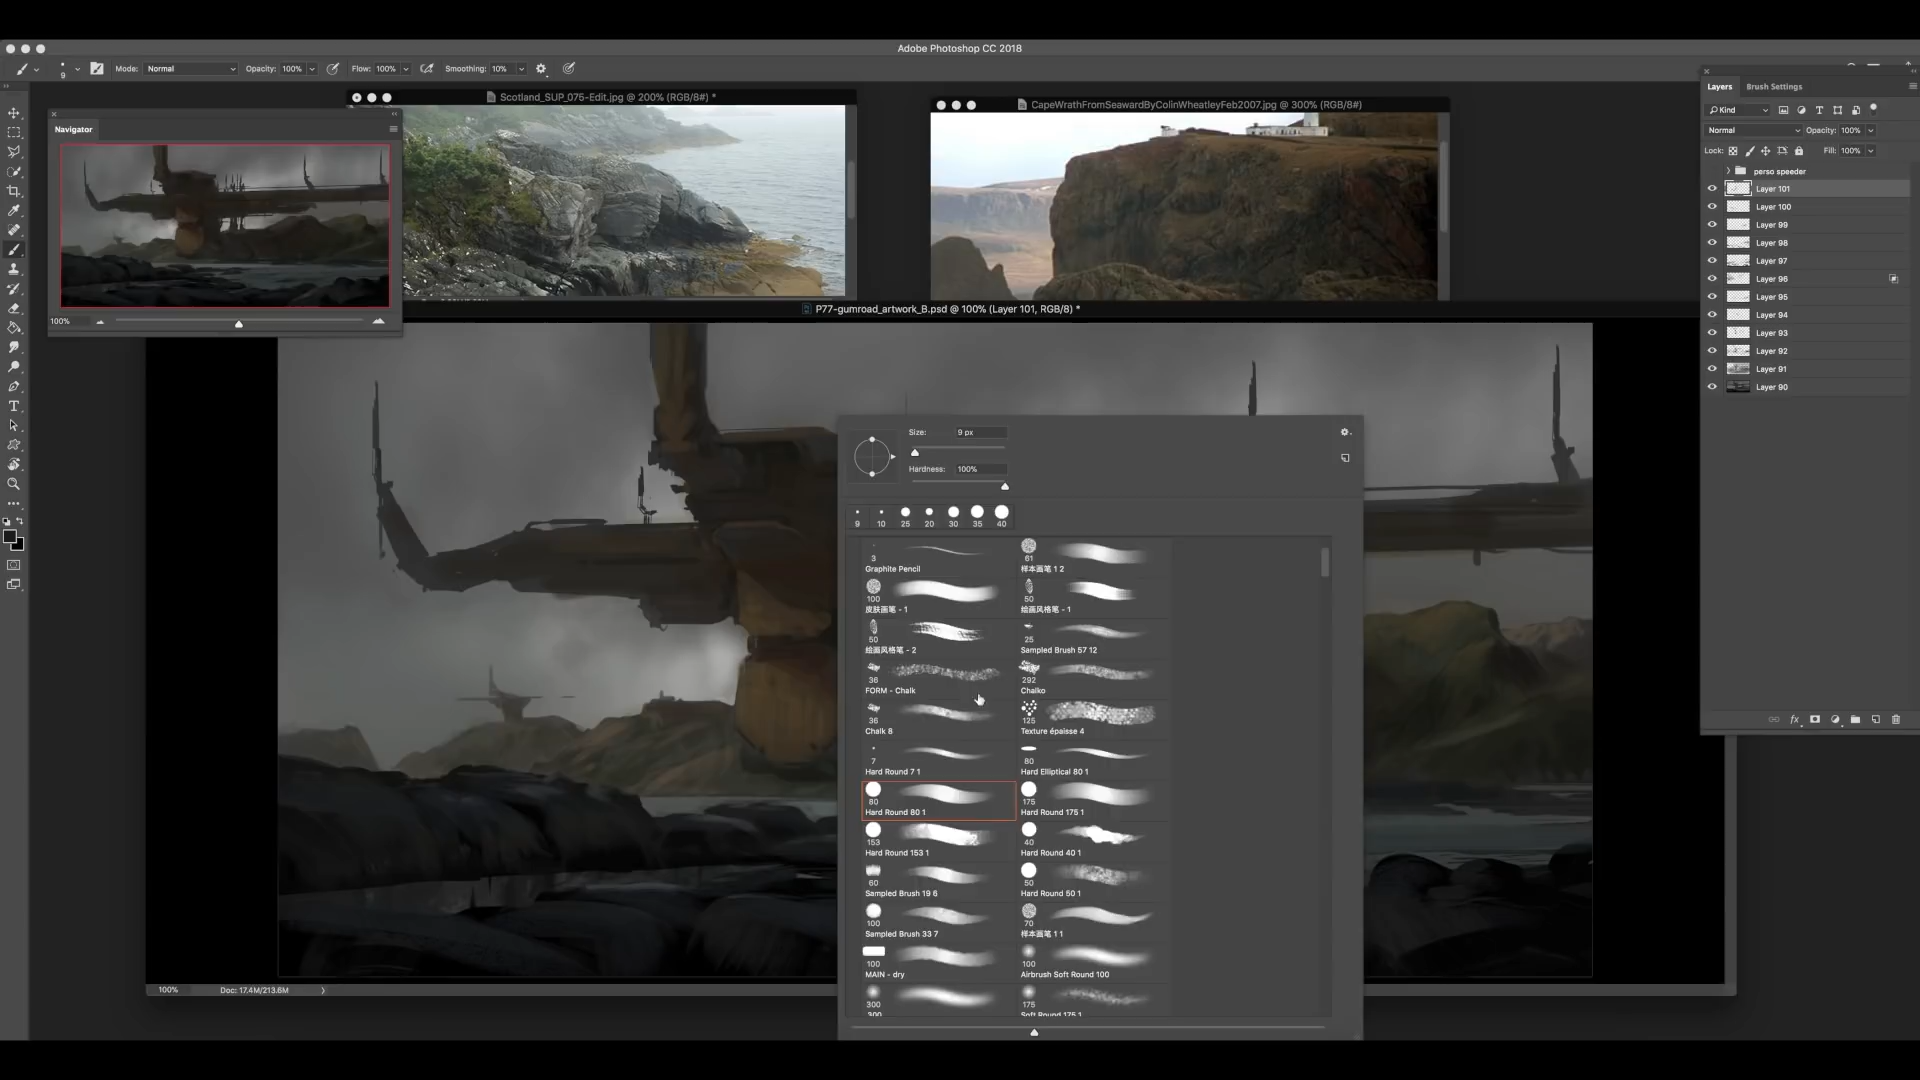 Adobe Photoshop CC 2018
9
Mode: Normal
Opacity: 100%
Flow: 100%
Smoothing: 10%
Scotland_SUP_075-Edit.jpg @ 200% (RGB/8#) *
CapeWrathFromSeawardByColinWheatleyFeb2007.jpg @ 300% (RGB/8#)
Navigator
100%
P77-gumroad_artwork_B.psd @ 100% (Layer 101, RGB/8) *
Size: 9 px
Hardness: 100%
9 10 25 20 30 35 40
3
Graphite Pencil
61
样本画笔 1 2
100
皮肤画笔 - 1
50
绘画风格笔 - 1
50
绘画风格笔 - 2
25
Sampled Brush 57 12
36
FORM - Chalk
292
Chalko
36
Chalk 8
125
Texture épaisse 4
7
Hard Round 7 1
80
Hard Elliptical 80 1
80
Hard Round 80 1
175
Hard Round 175 1
153
Hard Round 153 1
40
Hard Round 40 1
60
Sampled Brush 19 6
50
Hard Round 50 1
100
Sampled Brush 33 7
70
样本画笔 1 1
100
MAIN - dry
100
Airbrush Soft Round 100
300
300
175
Soft Round 175 1
100%
Doc: 17.4M/213.6M
Layers
Brush Settings
Kind
Normal
Opacity: 100%
Lock:
Fill: 100%
perso speeder
Layer 101
Layer 100
Layer 99
Layer 98
Layer 97
Layer 96
Layer 95
Layer 94
Layer 93
Layer 92
Layer 91
Layer 90
fx